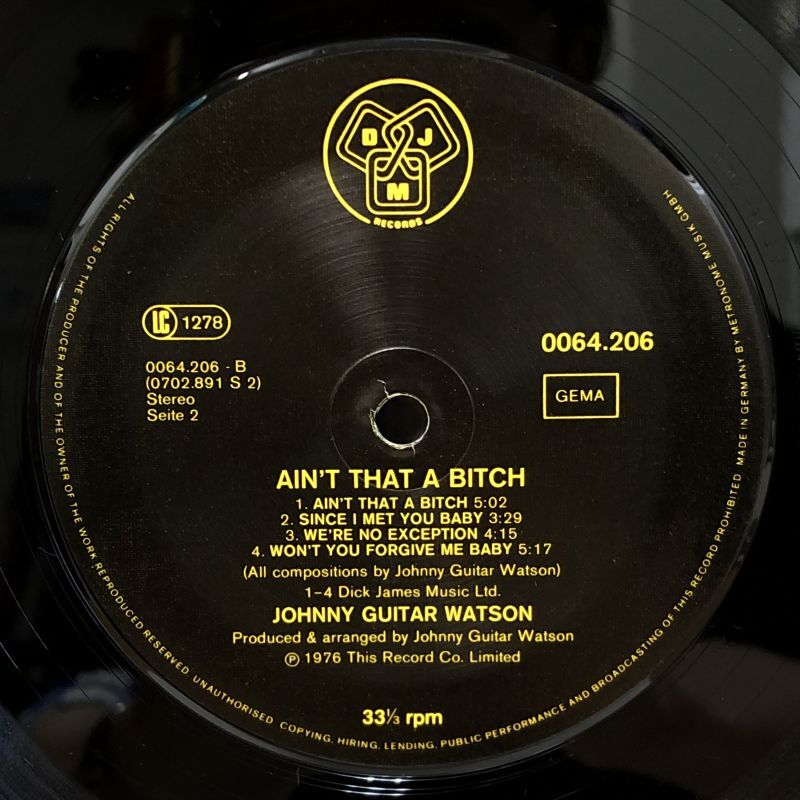 D J
M
RECORDS
LC 1278
0064.206 - B
(0702.891 S 2)
Stereo
Seite 2
0064.206
GEMA
AIN'T THAT A BITCH
1. AIN'T THAT A BITCH 5:02
2. SINCE I MET YOU BABY 3:29
3. WE'RE NO EXCEPTION 4:15
4. WON'T YOU FORGIVE ME BABY 5:17
(All compositions by Johnny Guitar Watson)
1–4 Dick James Music Ltd.
JOHNNY GUITAR WATSON
Produced & arranged by Johnny Guitar Watson
℗ 1976 This Record Co. Limited
33⅓ rpm
ALL RIGHTS OF THE PRODUCER AND OF THE OWNER OF THE WORK REPRODUCED RESERVED UNAUTHORISED COPYING, HIRING, LENDING, PUBLIC PERFORMANCE AND BROADCASTING OF THIS RECORD PROHIBITED MADE IN GERMANY BY METRONOME MUSIK GMBH